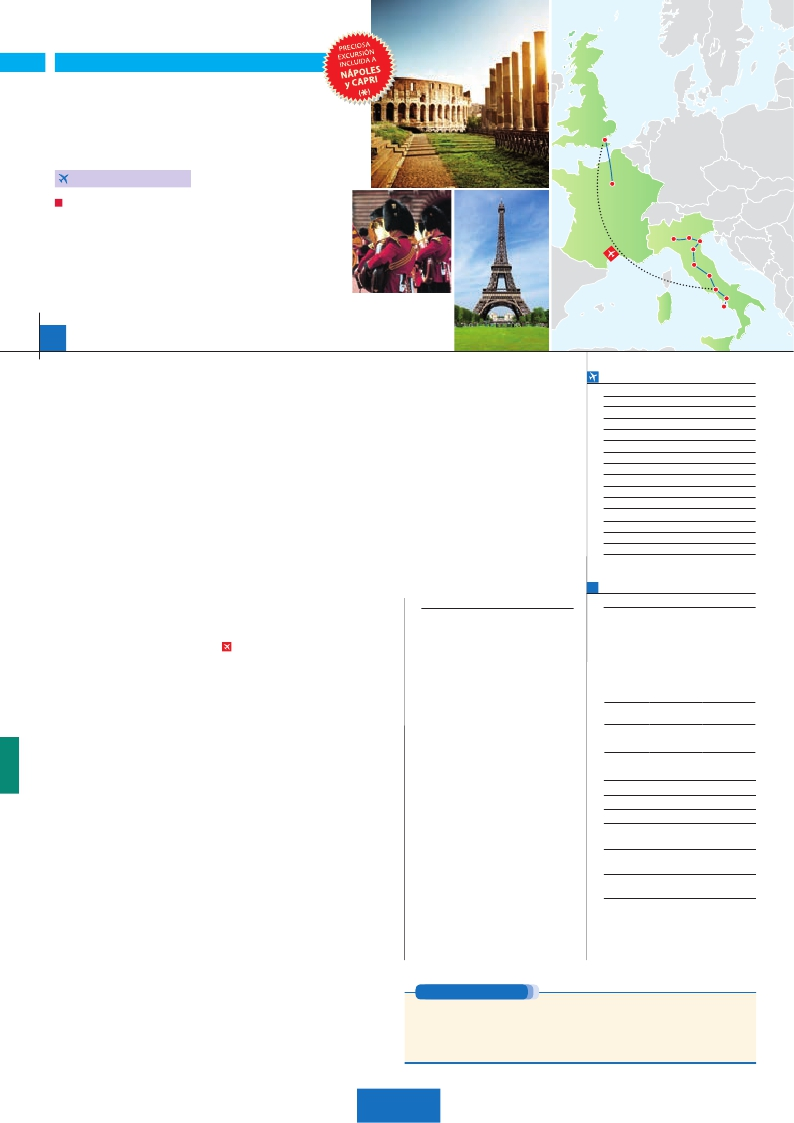 PRECIOSA
EXCURSIÓN
INCLUIDA A
NÁPOLES
y CAPRI
(*)